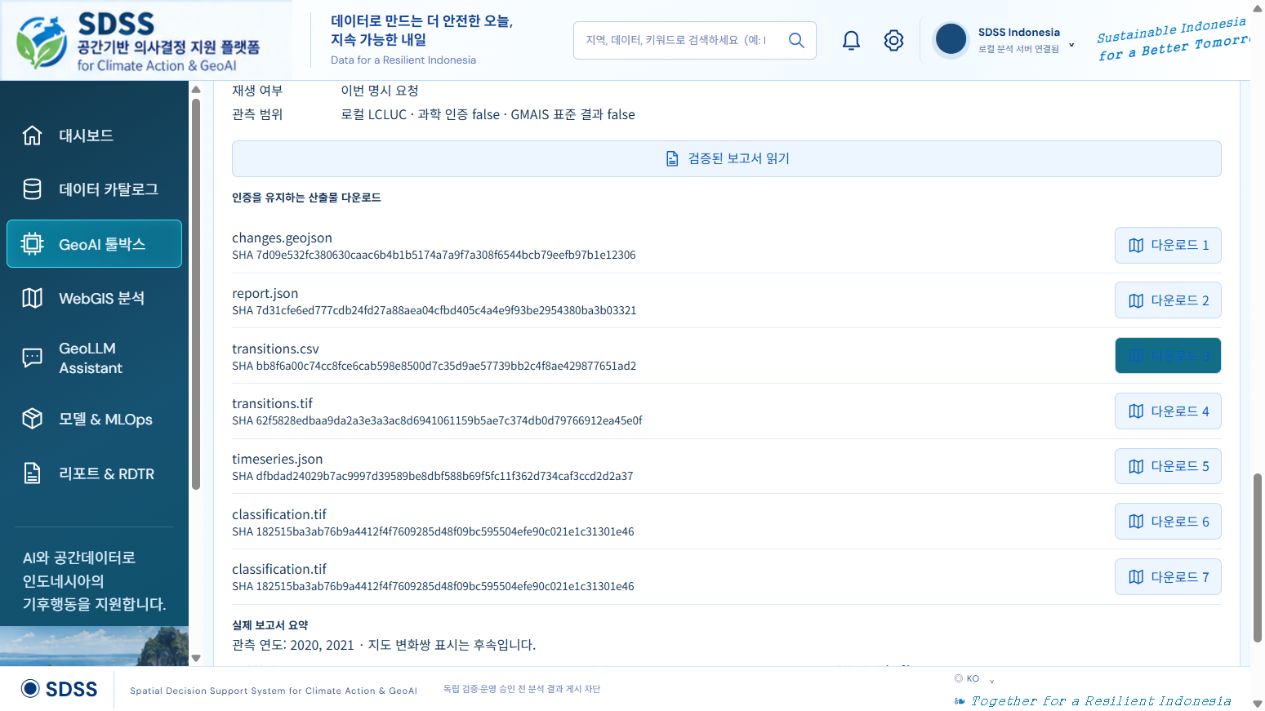 SDSS
공간기반 의사결정 지원 플랫폼
for Climate Action & GeoAI
데이터로 만드는 더 안전한 오늘,
지속 가능한 내일
Data for a Resilient Indonesia
지역, 데이터, 키워드로 검색하세요 (예:
SDSS Indonesia
로컬 분석 서버 연결됨
Sustainable Indonesia
for a Better Tomorr
대시보드
데이터 카탈로그
GeoAI 툴박스
WebGIS 분석
GeoLLM
Assistant
모델 & MLOps
리포트 & RDTR
AI와 공간데이터로
인도네시아의
기후행동을 지원합니다.
재생 여부 이번 명시 요청
관측 범위 로컬 LCLUC · 과학 인증 false · GMAIS 표준 결과 false
검증된 보고서 읽기
인증을 유지하는 산출물 다운로드
changes.geojson
SHA 7d09e532fc380630caac6b4b1b5174a7a9f7a308f6544bcb79eefb97b1e12306
다운로드 1
report.json
SHA 7d31cfe6ed777cdb24fd27a88aea04cfbd405c4a4e9f93be2954380ba3b03321
다운로드 2
transitions.csv
SHA bb8f6a00c74cc8fce6cab598e8500d7c35d9ae57739bb2c4f8ae429877651ad2
다운로드 3
transitions.tif
SHA 62f5828edbaa9da2a3e3a3ac8d6941061159b5ae7c374db0d79766912ea45e0f
다운로드 4
timeseries.json
SHA dfbdad24029b7ac9997d39589be8dbf588b69f5fc11f362d734caf3ccd2d2a37
다운로드 5
classification.tif
SHA 182515ba3ab76b9a4412f4f7609285d48f09bc595504efe90c021e1c31301e46
다운로드 6
classification.tif
SHA 182515ba3ab76b9a4412f4f7609285d48f09bc595504efe90c021e1c31301e46
다운로드 7
실제 보고서 요약
관측 연도: 2020, 2021 · 지도 변화쌍 표시는 후속입니다.
SDSS
Spatial Decision Support System for Climate Action & GeoAI
독립 검증·운영 승인 전 분석 결과 게시 차단
KO
Together for a Resilient Indonesia